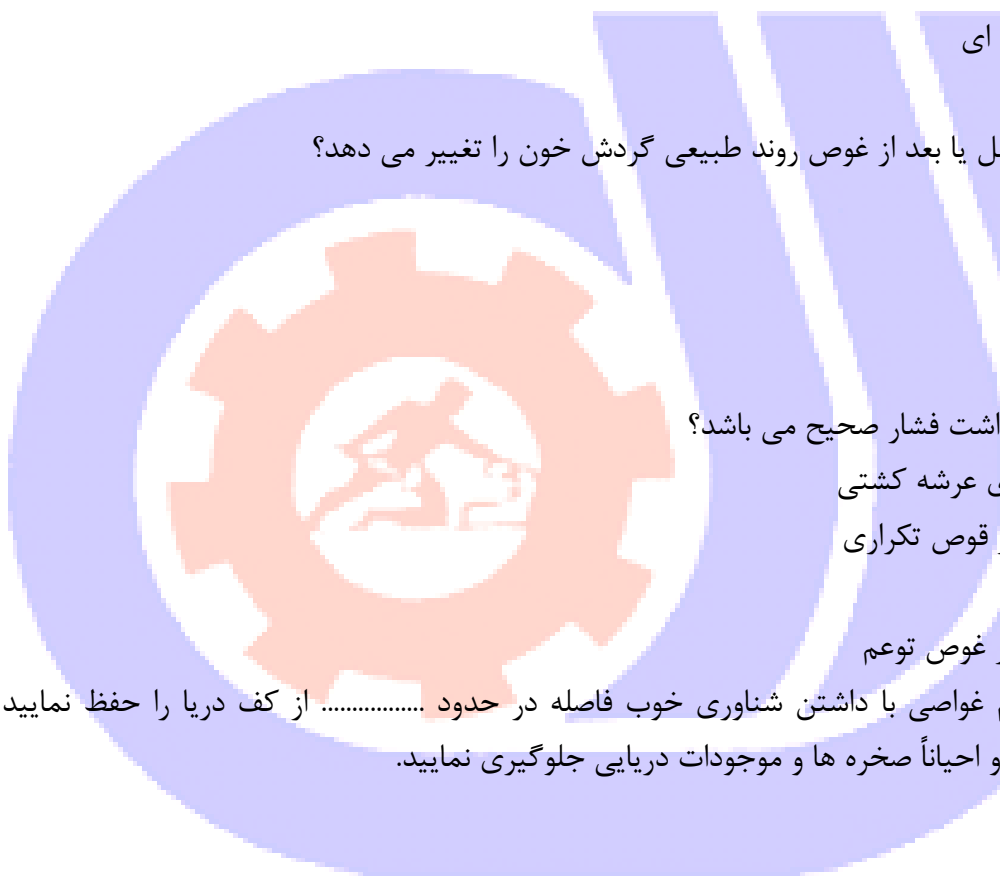 ای
یا بعد از غوص روند طبیعی گردش خون را تغییر می دهد؟
فشار صحیح می باشد؟
عرشه کشتی
قوص تکراری
غوص توعم
غواصی با داشتن شناوری خوب فاصله در حدود ................ از کف دریا را حفظ نمایید
و احیاناً صخره ها و موجودات دریایی جلوگیری نمایید.